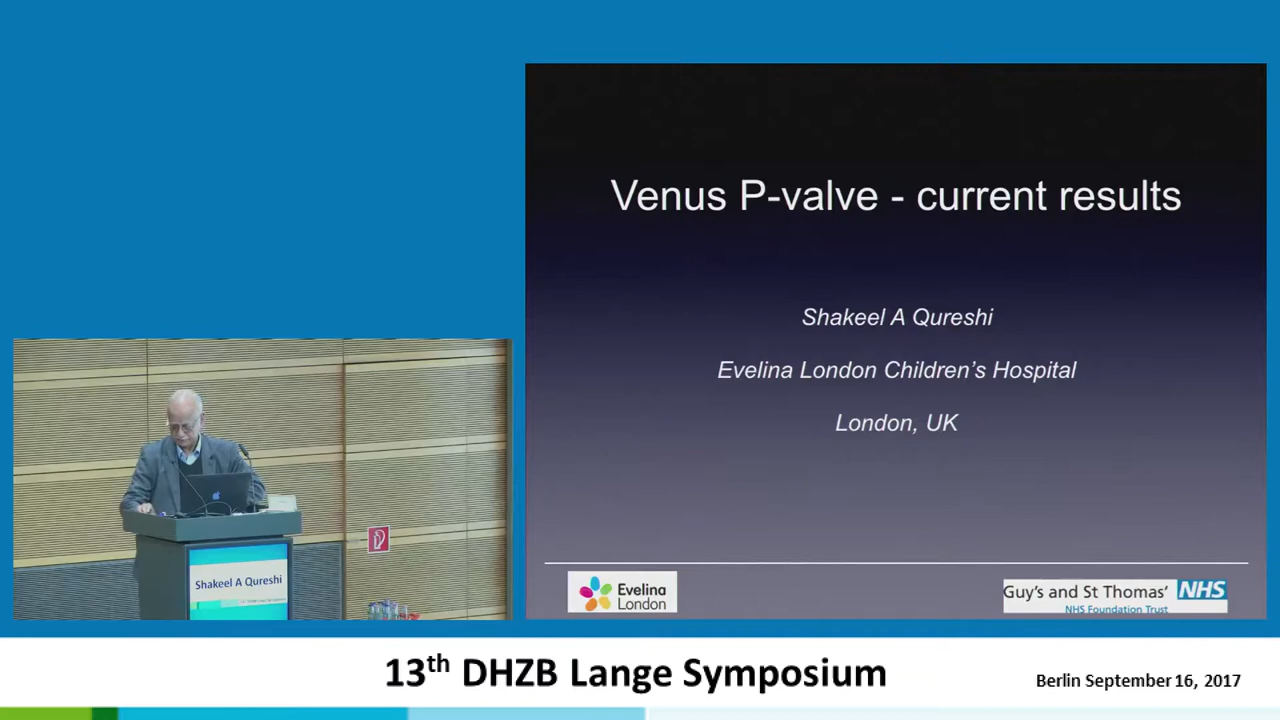 Venus P-valve - current results
Shakeel A Qureshi
Evelina London Children's Hospital
London, UK
Evelina
London
Guy's and St Thomas' NHS
NHS Foundation Trust
Shakeel A Qureshi
13th DHZB Lange Symposium
Berlin September 16, 2017